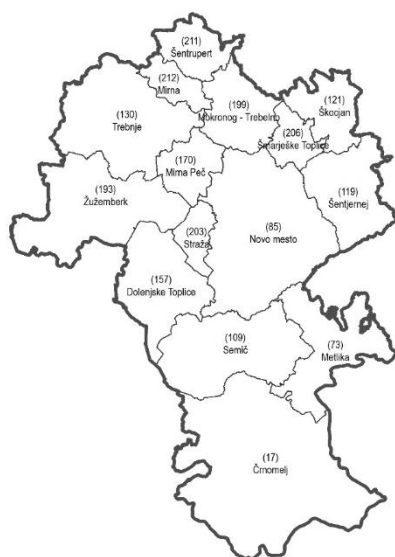 (211)
Šentrupert
(212)
Mirna
(199)
Mokronog - Trebelno
(121)
Škocjan
(130)
Trebnje
(206)
Šmarješke Toplice
(170)
Mirna Peč
(193)
Žužemberk
(119)
Šentjernej
(203)
Straža
(85)
Novo mesto
(157)
Dolenjske Toplice
(109)
Semič
(73)
Metlika
(17)
Črnomelj